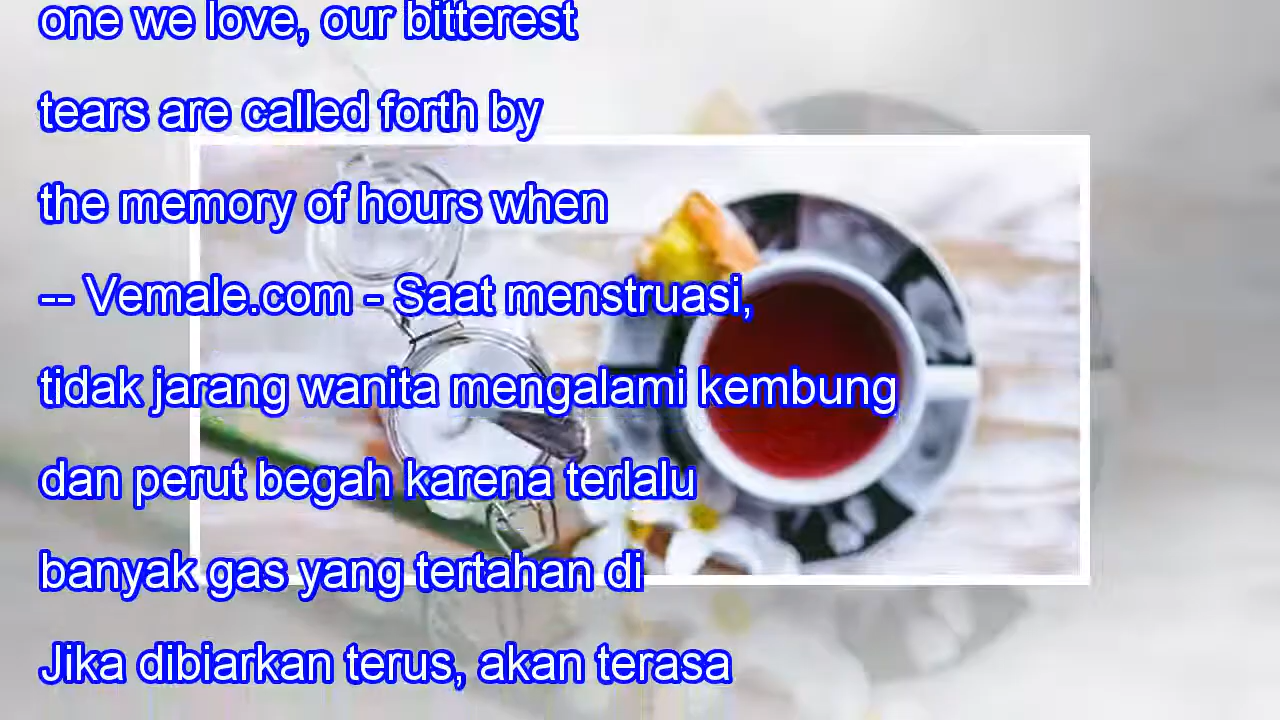 one we love, our bitterest
tears are called forth by
the memory of hours when
-- Vemale.com - Saat menstruasi,
tidak jarang wanita mengalami kembung
dan perut begah karena terlalu
banyak gas yang tertahan di
Jika dibiarkan terus, akan terasa